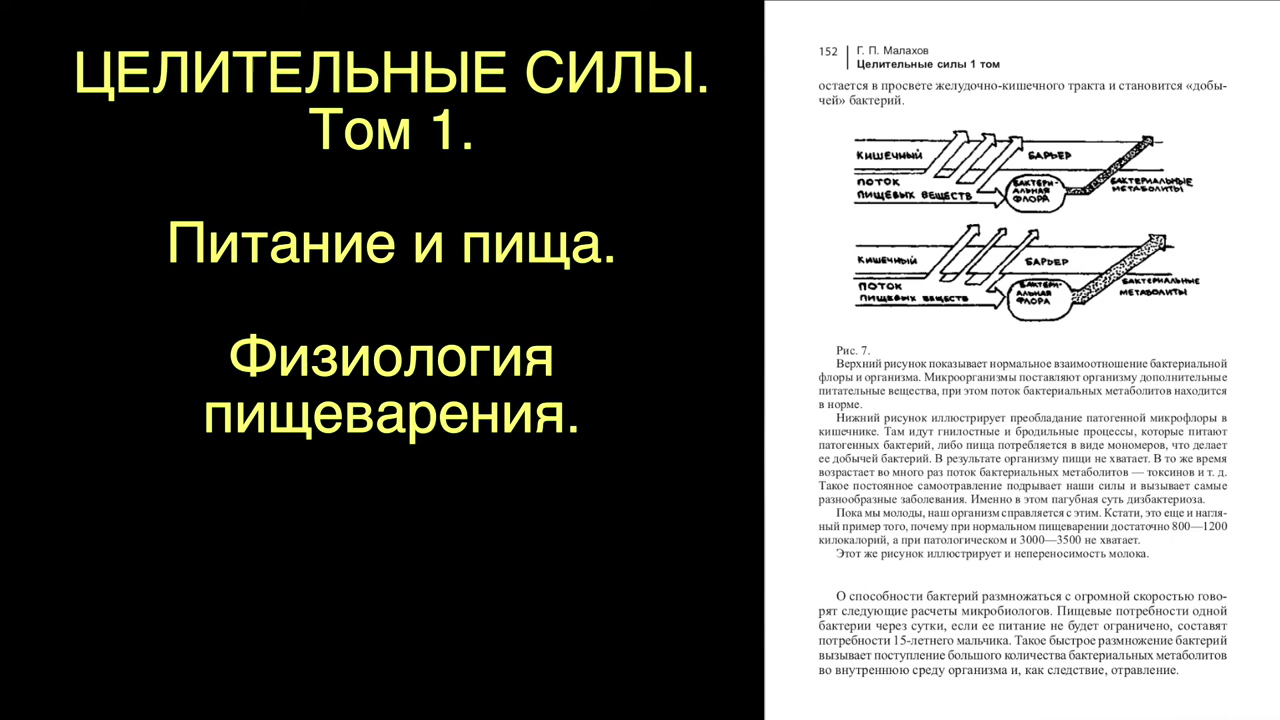 ЦЕЛИТЕЛЬНЫЕ СИЛЫ.
Том 1.
Питание и пища.
Физиология
пищеварения.
152
Г. П. Малахов
Целительные силы 1 том
остается в просвете желудочно-кишечного тракта и становится «добы-
чей» бактерий.
КИШЕЧНЫЙ БАРЬЕР
ПОТОК
ПИЩЕВЫХ ВЕЩЕСТВ
БАКТЕРИ-
АЛЬНАЯ
ФЛОРА
БАКТЕРИАЛЬНЫЕ
МЕТАБОЛИТЫ
КИШЕЧНЫЙ БАРЬЕР
ПОТОК
ПИЩЕВЫХ ВЕЩЕСТВ
БАКТЕРИ-
АЛЬНАЯ
ФЛОРА
БАКТЕРИАЛЬНЫЕ
МЕТАБОЛИТЫ
Рис. 7.
Верхний рисунок показывает нормальное взаимоотношение бактериальной
флоры и организма. Микроорганизмы поставляют организму дополнительные
питательные вещества, при этом поток бактериальных метаболитов находится
в норме.
Нижний рисунок иллюстрирует преобладание патогенной микрофлоры в
кишечнике. Там идут гнилостные и бродильные процессы, которые питают
патогенных бактерий, либо пища потребляется в виде мономеров, что делает
ее добычей бактерий. В результате организму пищи не хватает. В то же время
возрастает во много раз поток бактериальных метаболитов — токсинов и т. д.
Такое постоянное самоотравление подрывает наши силы и вызывает самые
разнообразные заболевания. Именно в этом пагубная суть дизбактериоза.
Пока мы молоды, наш организм справляется с этим. Кстати, это еще и нагля-
ный пример того, почему при нормальном пищеварении достаточно 800—1200
килокалорий, а при патологическом и 3000—3500 не хватает.
Этот же рисунок иллюстрирует и непереносимость молока.
О способности бактерий размножаться с огромной скоростью гово-
рят следующие расчеты микробиологов. Пищевые потребности одной
бактерии через сутки, если ее питание не будет ограничено, составят
потребности 15-летнего мальчика. Такое быстрое размножение бактерий
вызывает поступление большого количества бактериальных метаболитов
во внутреннюю среду организма и, как следствие, отравление.